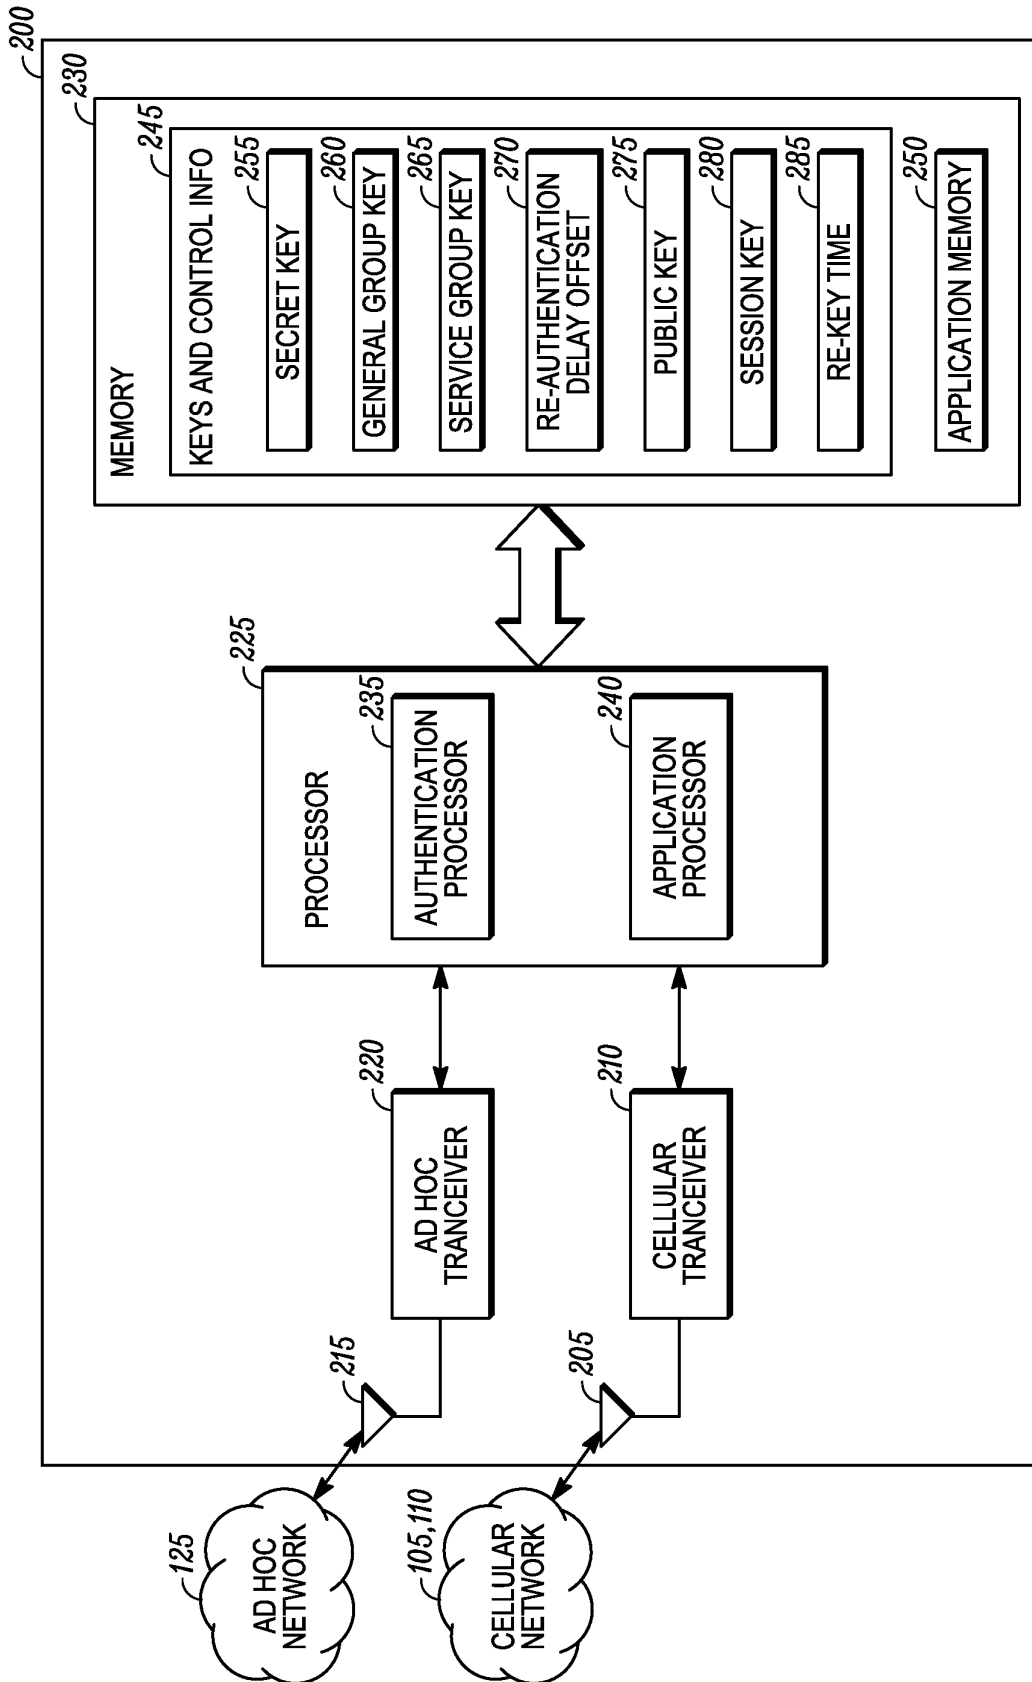 200
230
MEMORY
245
KEYS AND CONTROL INFO
255
SECRET KEY
260
GENERAL GROUP KEY
265
SERVICE GROUP KEY
270
RE-AUTHENTICATION
DELAY OFFSET
275
PUBLIC KEY
280
SESSION KEY
285
RE-KEY TIME
250
APPLICATION MEMORY
225
PROCESSOR
235
AUTHENTICATION
PROCESSOR
240
APPLICATION
PROCESSOR
220
AD HOC
TRANCEIVER
210
CELLULAR
TRANCEIVER
215
205
125
AD HOC
NETWORK
105,110
CELLULAR
NETWORK